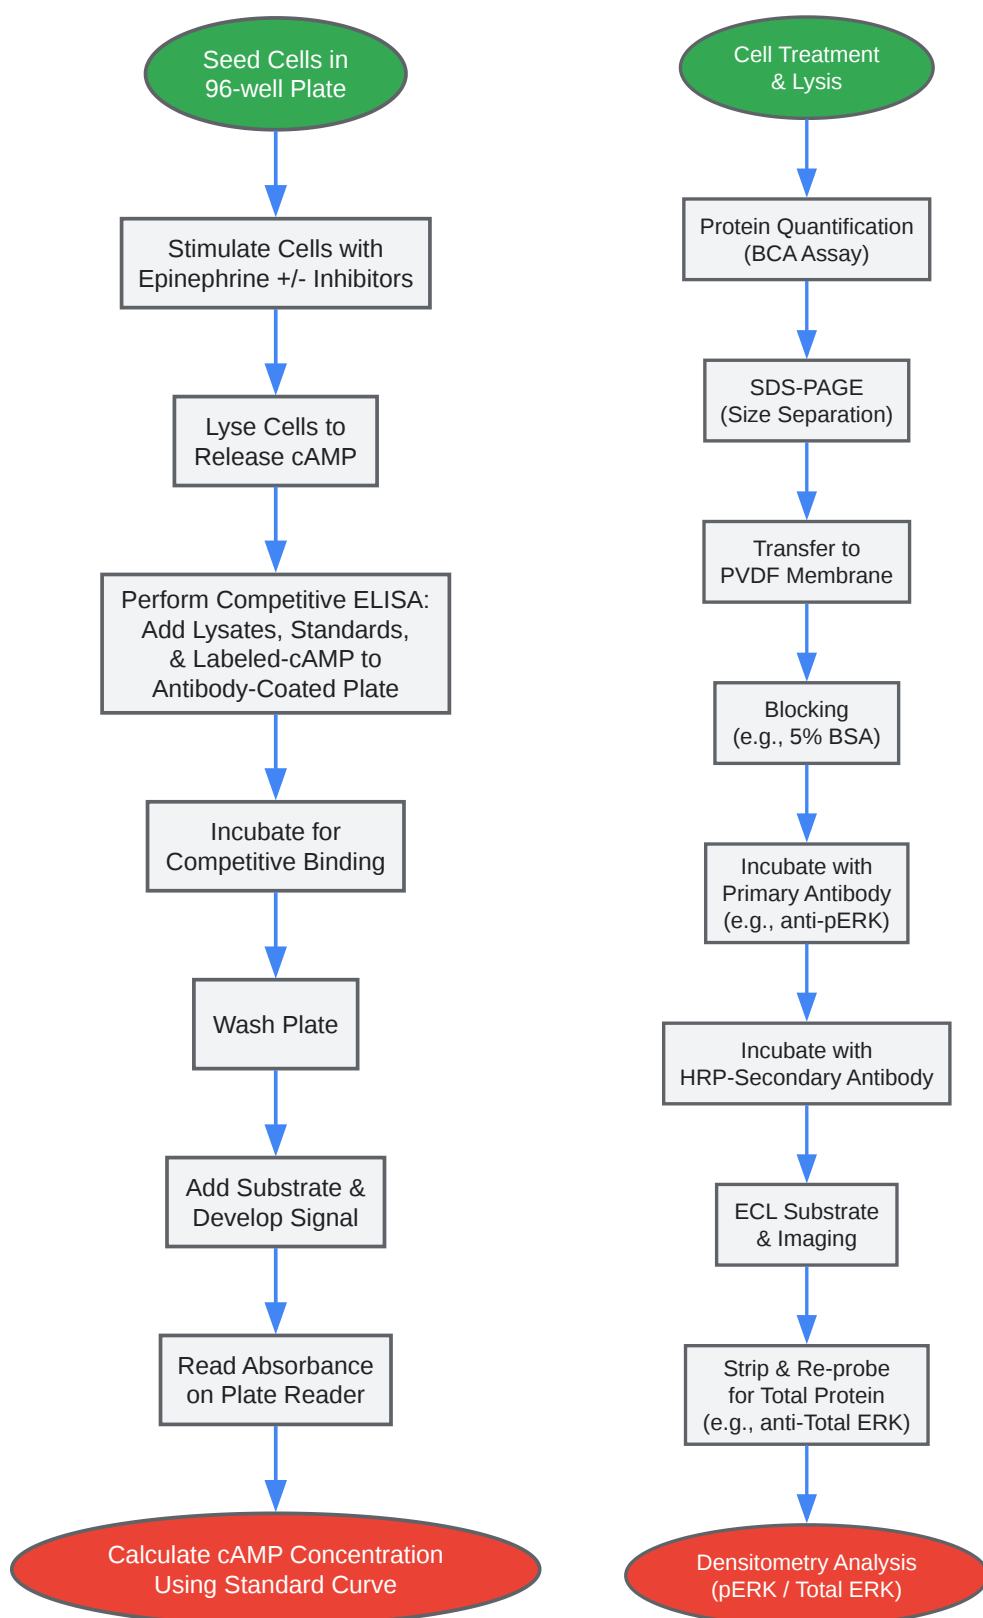 Seed Cells in
96-well Plate
Stimulate Cells with
Epinephrine +/- Inhibitors
Lyse Cells to
Release cAMP
Perform Competitive ELISA:
Add Lysates, Standards,
& Labeled-cAMP to
Antibody-Coated Plate
Incubate for
Competitive Binding
Wash Plate
Add Substrate &
Develop Signal
Read Absorbance
on Plate Reader
Calculate cAMP Concentration
Using Standard Curve
Cell Treatment
& Lysis
Protein Quantification
(BCA Assay)
SDS-PAGE
(Size Separation)
Transfer to
PVDF Membrane
Blocking
(e.g., 5% BSA)
Incubate with
Primary Antibody
(e.g., anti-pERK)
Incubate with
HRP-Secondary Antibody
ECL Substrate
& Imaging
Strip & Re-probe
for Total Protein
(e.g., anti-Total ERK)
Densitometry Analysis
(pERK / Total ERK)